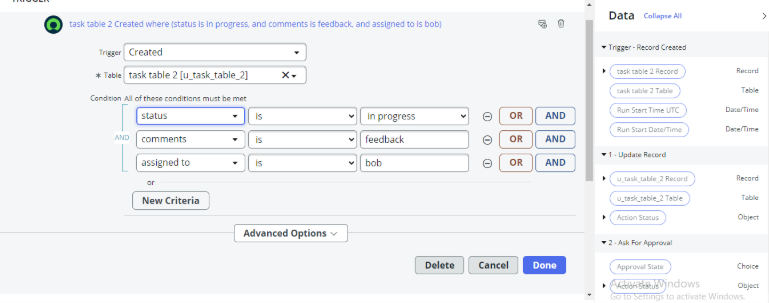 TRIGGER
task table 2 Created where (status is in progress, and comments is feedback, and assigned to is bob)
Trigger Created
* Table task table 2 [u_task_table_2]
Condition All of these conditions must be met
status is in progress OR AND
AND
comments is feedback OR AND
assigned to is bob OR AND
or
New Criteria
Advanced Options
Delete Cancel Done
Data Collapse All
Trigger - Record Created
task table 2 Record Record
task table 2 Table Table
Run Start Time UTC Date/Time
Run Start Date/Time Date/Time
1 - Update Record
u_task_table_2 Record Record
u_task_table_2 Table Table
Action Status Object
2 - Ask For Approval
Approval State Choice
Action Status Object
Activate Windows
Go to Settings to activate Windows.